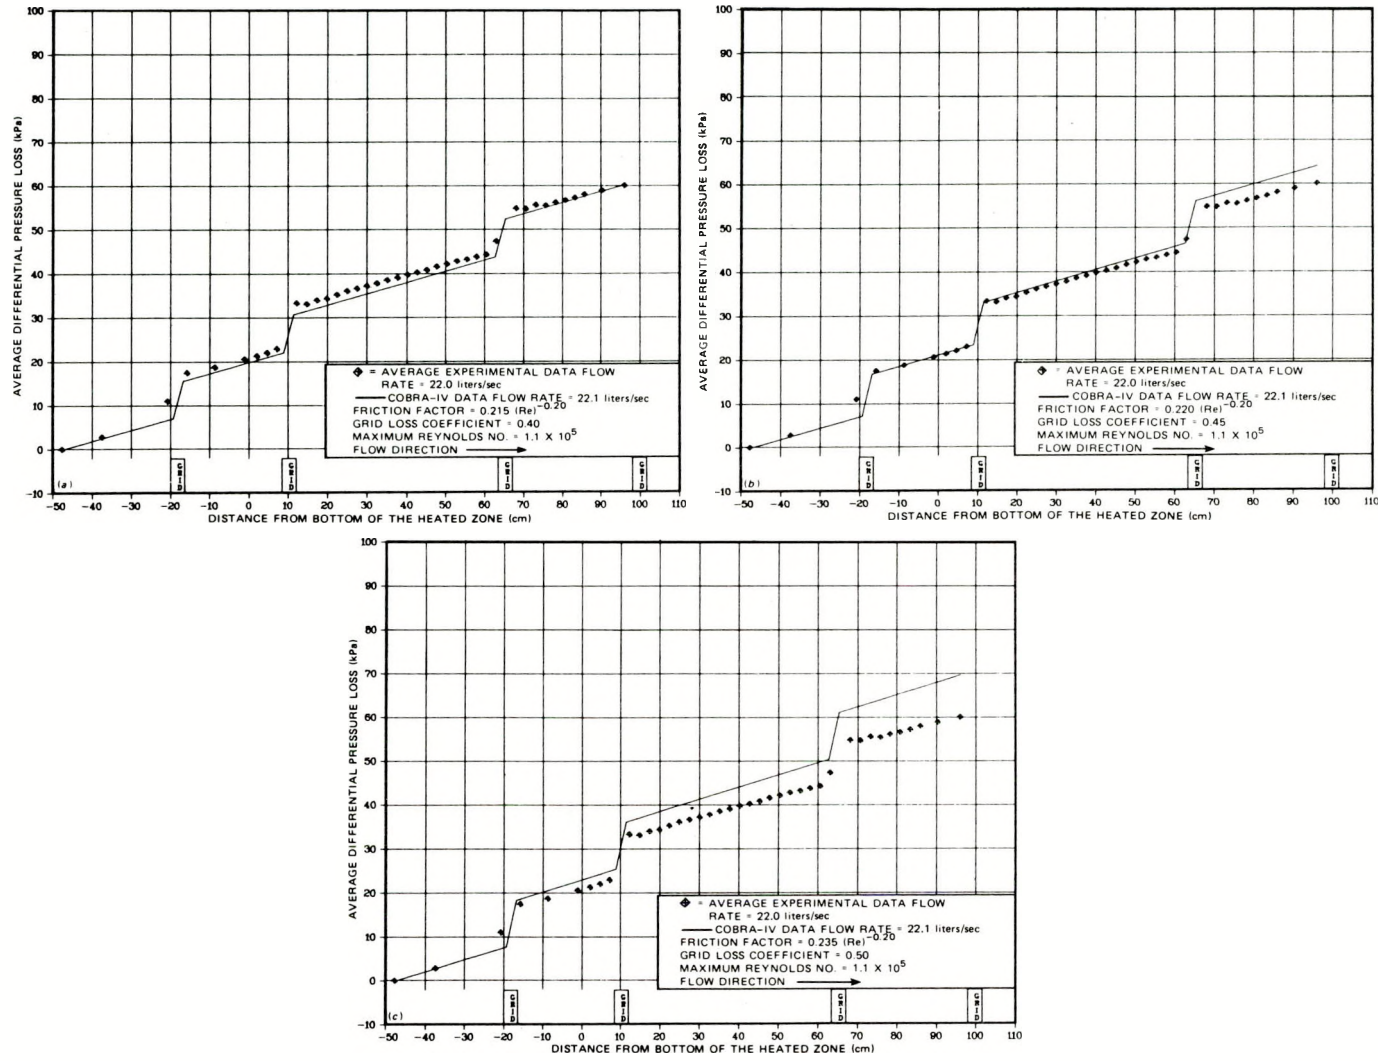 AVERAGE DIFFERENTIAL PRESSURE LOSS (kPa)
100
90
80
70
60
50
40
30
20
10
0
-10
◆ = AVERAGE EXPERIMENTAL DATA FLOW
RATE = 22.0 liters/sec
— COBRA-IV DATA FLOW RATE = 22.1 liters/sec
FRICTION FACTOR = 0.215 (Re)^-0.20
GRID LOSS COEFFICIENT = 0.40
MAXIMUM REYNOLDS NO. = 1.1 X 10^5
FLOW DIRECTION →
(a)
GRID
GRID
GRID
GRID
-50 -40 -30 -20 -10 0 10 20 30 40 50 60 70 80 90 100 110
DISTANCE FROM BOTTOM OF THE HEATED ZONE (cm)
AVERAGE DIFFERENTIAL PRESSURE LOSS (kPa)
100
90
80
70
60
50
40
30
20
10
0
-10
◆ = AVERAGE EXPERIMENTAL DATA FLOW
RATE = 22.0 liters/sec
— COBRA-IV DATA FLOW RATE = 22.1 liters/sec
FRICTION FACTOR = 0.220 (Re)^-0.20
GRID LOSS COEFFICIENT = 0.45
MAXIMUM REYNOLDS NO. = 1.1 X 10^5
FLOW DIRECTION →
(b)
GRID
GRID
GRID
GRID
-50 -40 -30 -20 -10 0 10 20 30 40 50 60 70 80 90 100 110
DISTANCE FROM BOTTOM OF THE HEATED ZONE (cm)
AVERAGE DIFFERENTIAL PRESSURE LOSS (kPa)
100
90
80
70
60
50
40
30
20
10
0
-10
◆ = AVERAGE EXPERIMENTAL DATA FLOW
RATE = 22.0 liters/sec
— COBRA-IV DATA FLOW RATE = 22.1 liters/sec
FRICTION FACTOR = 0.235 (Re)^-0.20
GRID LOSS COEFFICIENT = 0.50
MAXIMUM REYNOLDS NO. = 1.1 X 10^5
FLOW DIRECTION →
(c)
GRID
GRID
GRID
GRID
-50 -40 -30 -20 -10 0 10 20 30 40 50 60 70 80 90 100 110
DISTANCE FROM BOTTOM OF THE HEATED ZONE (cm)